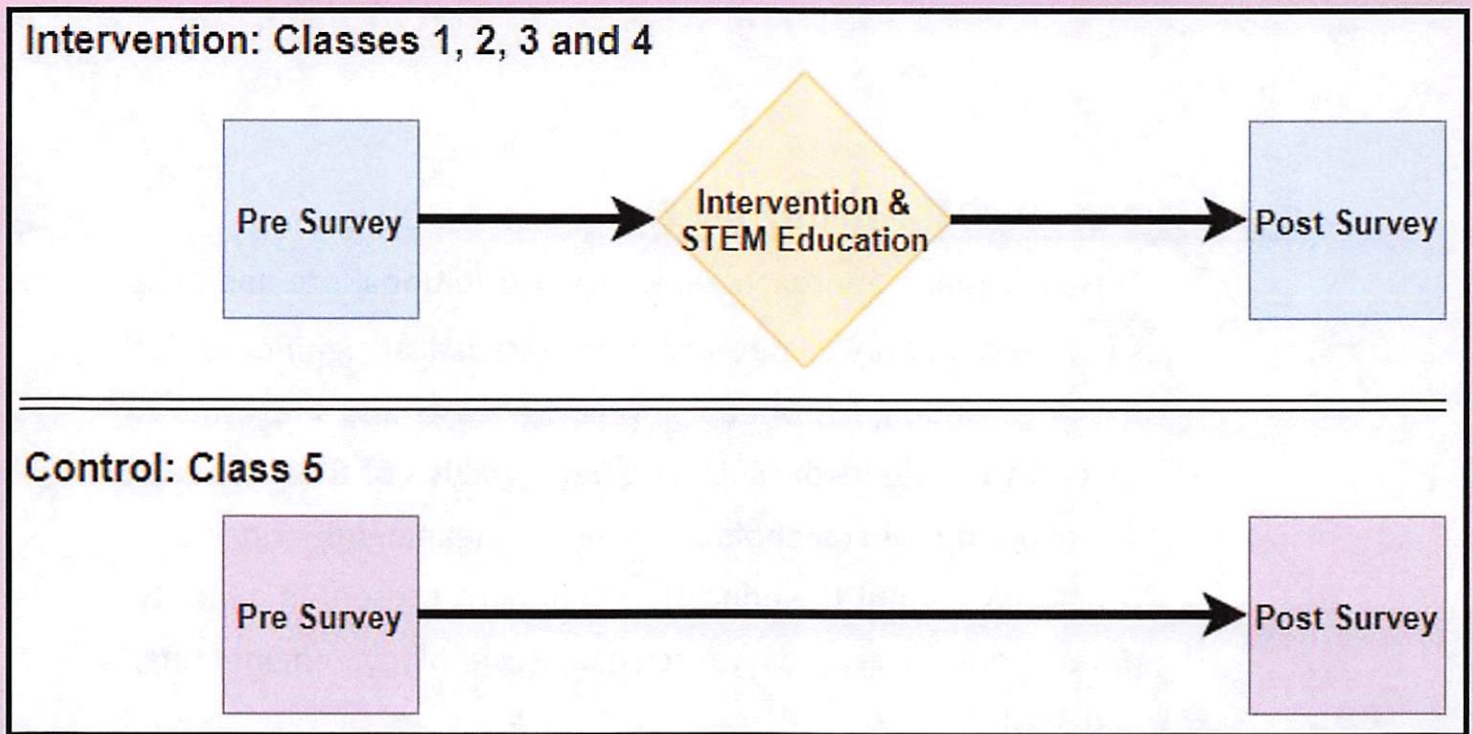 Intervention: Classes 1, 2, 3 and 4
Pre Survey
Intervention &
STEM Education
Post Survey
Control: Class 5
Pre Survey
Post Survey